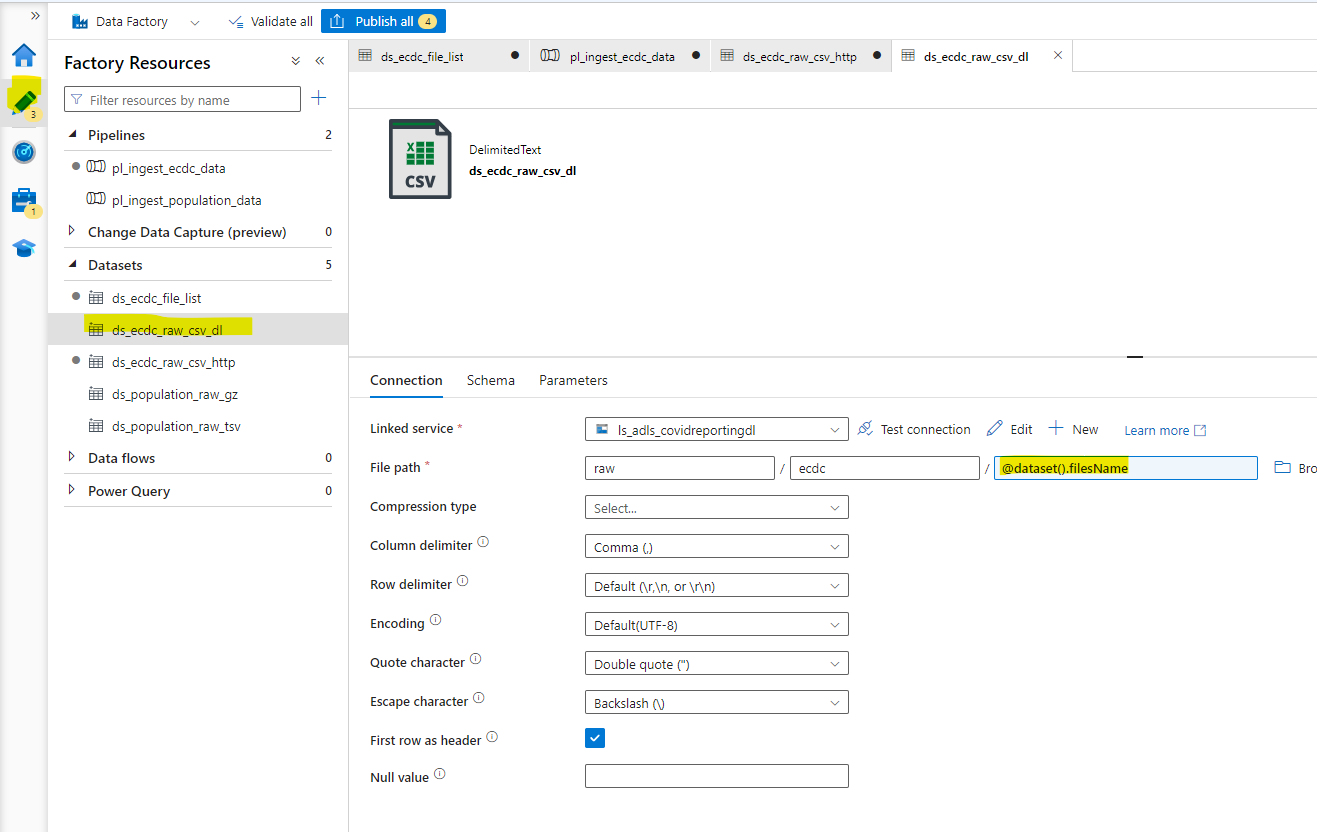 »
Data Factory
Validate all
Publish all 4
Factory Resources
«
Filter resources by name
Pipelines 2
pl_ingest_ecdc_data
pl_ingest_population_data
Change Data Capture (preview) 0
Datasets 5
ds_ecdc_file_list
ds_ecdc_raw_csv_dl
ds_ecdc_raw_csv_http
ds_population_raw_gz
ds_population_raw_tsv
Data flows 0
Power Query 0
3
1
ds_ecdc_file_list
pl_ingest_ecdc_data
ds_ecdc_raw_csv_http
ds_ecdc_raw_csv_dl
X
CSV
DelimitedText
ds_ecdc_raw_csv_dl
Connection Schema Parameters
Linked service * ls_adls_covidreportingdl Test connection Edit New Learn more
File path * raw / ecdc / @dataset().filesName Bro
Compression type Select...
Column delimiter Comma (,)
Row delimiter Default (\r,\n, or \r\n)
Encoding Default(UTF-8)
Quote character Double quote (")
Escape character Backslash (\)
First row as header
Null value